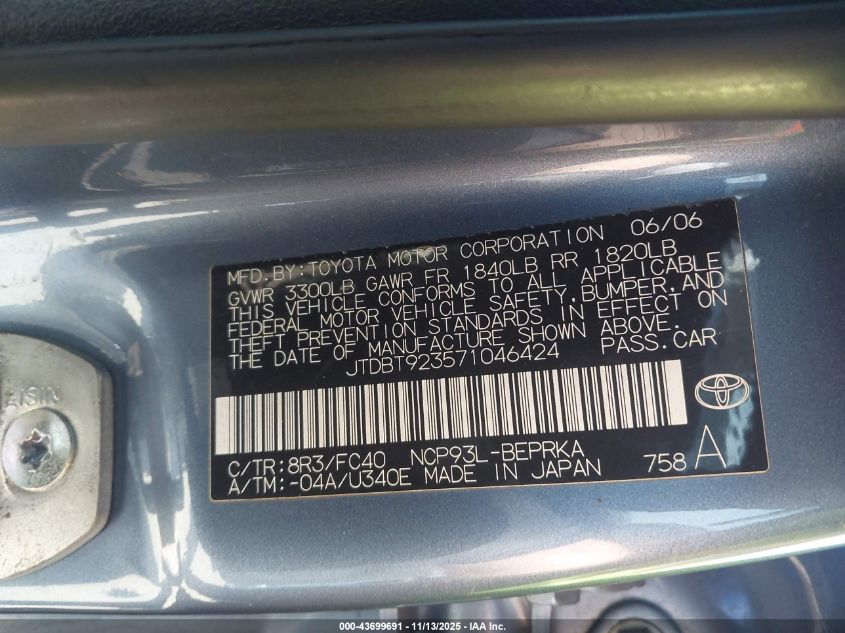 MFD.BY:TOYOTA MOTOR CORPORATION 06/06
GVWR 3300LB GAWR FR 1840LB RR 1820LB
THIS VEHICLE CONFORMS TO ALL APPLICABLE
FEDERAL MOTOR VEHICLE SAFETY,BUMPER,AND
THEFT PREVENTION STANDARDS IN EFFECT ON
THE DATE OF MANUFACTURE SHOWN ABOVE.
JTDBT923571046424 PASS.CAR
C/TR:8R3/FC40 NCP93L-BEPRKA
A/TM:-04A/U340E MADE IN JAPAN 758 A
AISIN
000-43699691 - 11/13/2025 - IAA Inc.